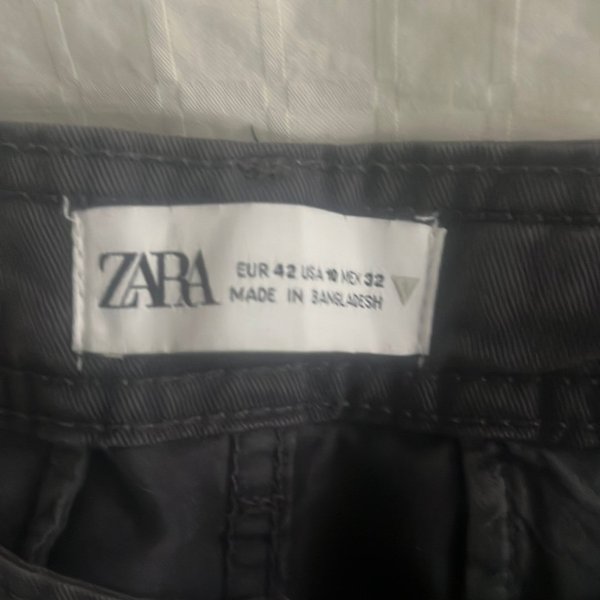 ZARA
EUR 42 USA 10 MEX 32
MADE IN BANGLADESH